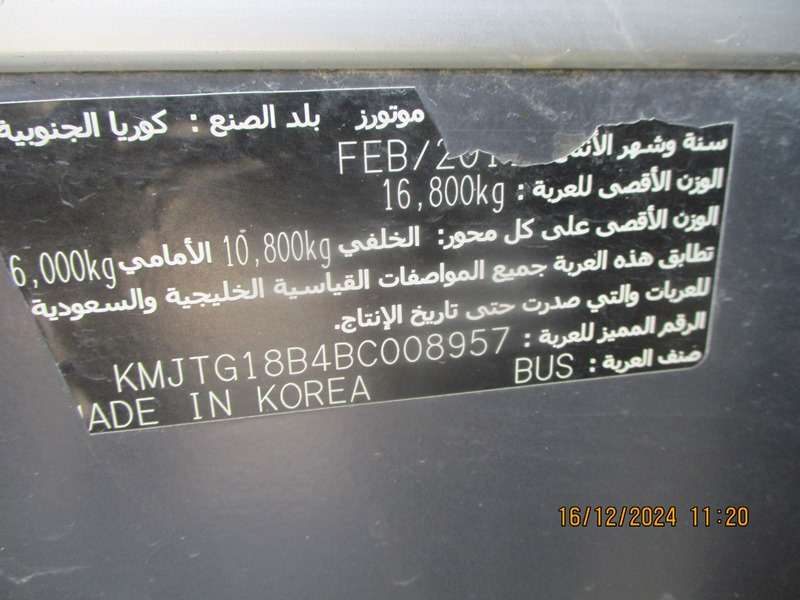 موتورز بلد الصنع : كوريا الجنوبية
سنة وشهر
FEB/201
الوزن الأقصى للعربة : 16,800kg
الوزن الأقصى على كل محور: الخلفي 10,800kg الأمامي 6,000kg
تطابق هذه العربة جميع المواصفات القياسية الخليجية والسعودية
للعربات والتي صدرت حتى تاريخ الإنتاج.
الرقم المميز للعربة : KMJTG18B4BC008957
صنف العربة : BUS
MADE IN KOREA
16/12/2024 11:20